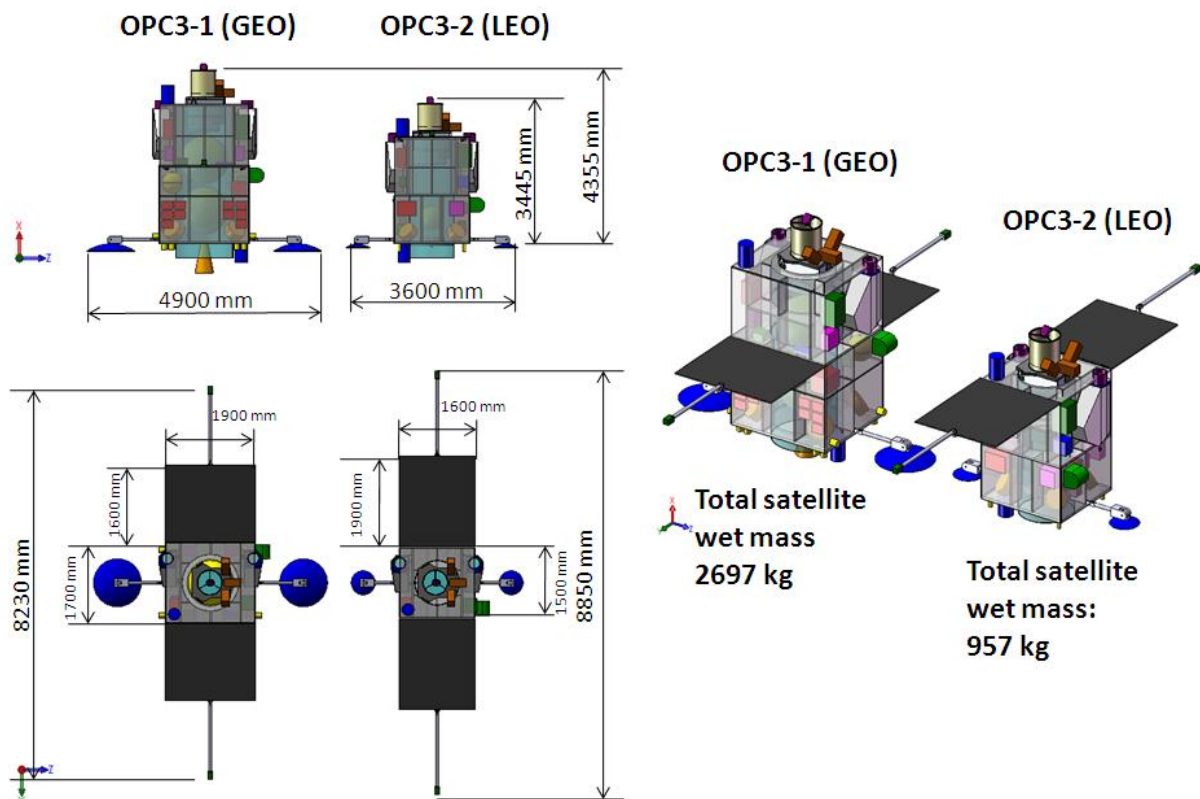 OPC3-1 (GEO)
OPC3-2 (LEO)
3445 mm
4355 mm
X
Z
4900 mm
3600 mm
OPC3-1 (GEO)
OPC3-2 (LEO)
1900 mm
1600 mm
1600 mm
1900 mm
8230 mm
1700 mm
1500 mm
8850 mm
Z
Total satellite
wet mass
2697 kg
Total satellite
wet mass:
957 kg